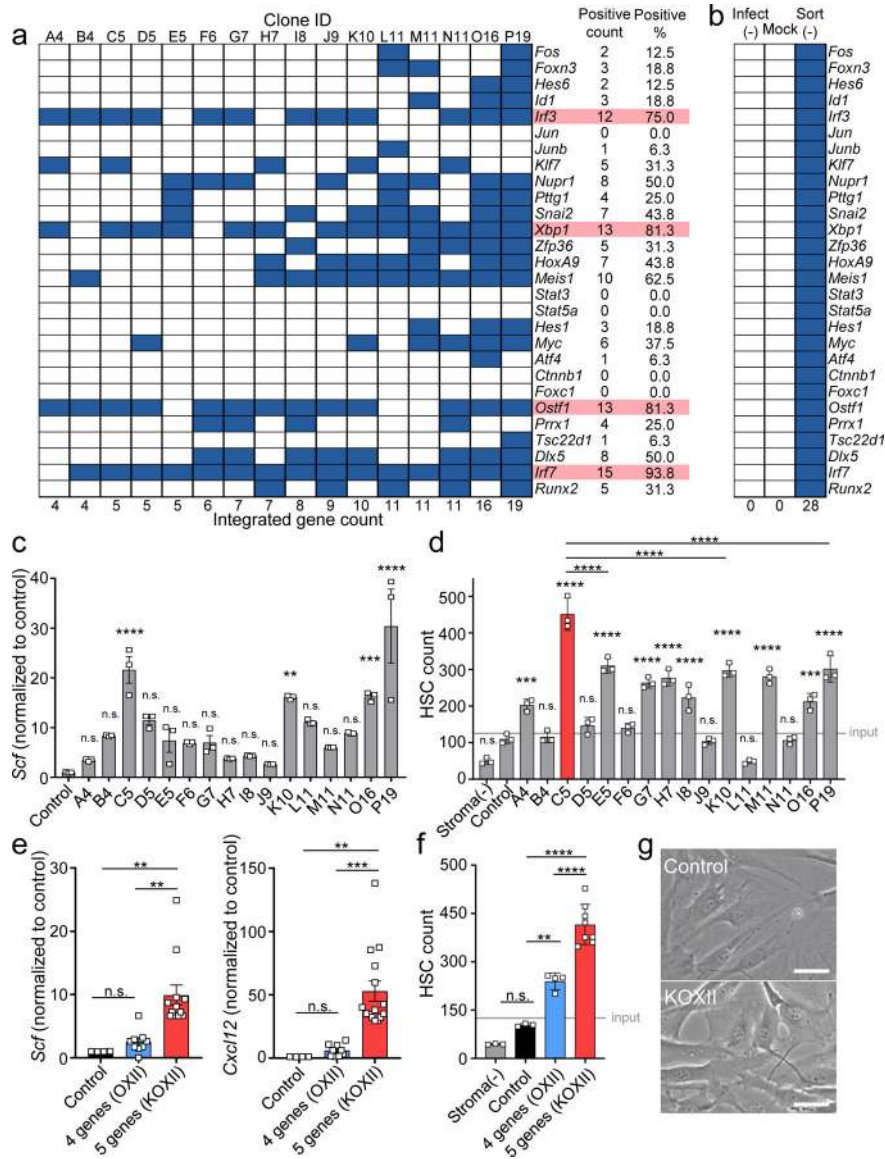 a
Clone ID
A4 B4 C5 D5 E5 F6 G7 H7 I8 J9 K10 L11 M11 N11 O16 P19
Positive count
Positive %
Fos 2 12.5
Foxn3 3 18.8
Hes6 2 12.5
Id1 3 18.8
Irf3 12 75.0
Jun 0 0.0
Junb 1 6.3
Klf7 5 31.3
Nupr1 8 50.0
Pttg1 4 25.0
Snai2 7 43.8
Xbp1 13 81.3
Zfp36 5 31.3
HoxA9 7 43.8
Meis1 10 62.5
Stat3 0 0.0
Stat5a 0 0.0
Hes1 3 18.8
Myc 6 37.5
Atf4 1 6.3
Ctnnb1 0 0.0
Foxc1 0 0.0
Ostf1 13 81.3
Prrx1 4 25.0
Tsc22d1 1 6.3
Dlx5 8 50.0
Irf7 15 93.8
Runx2 5 31.3
4 4 5 5 5 6 7 7 8 9 10 11 11 11 16 19
Integrated gene count
b
Infect (-)
Mock
Sort (-)
Fos
Foxn3
Hes6
Id1
Irf3
Jun
Junb
Klf7
Nupr1
Pttg1
Snai2
Xbp1
Zfp36
HoxA9
Meis1
Stat3
Stat5a
Hes1
Myc
Atf4
Ctnnb1
Foxc1
Ostf1
Prrx1
Tsc22d1
Dlx5
Irf7
Runx2
0 0 28
c
Scf (normalized to control)
40
30
20
10
0
n.s. n.s. **** n.s. n.s. n.s. n.s. n.s. n.s. n.s. ** n.s. n.s. n.s. *** ****
Control A4 B4 C5 D5 E5 F6 G7 H7 I8 J9 K10 L11 M11 N11 O16 P19
d
HSC count
500
400
300
200
100
0
****
****
****
n.s. *** n.s. **** n.s. **** n.s. **** **** **** n.s. **** n.s. **** n.s. *** ****
input
Stroma(-) Control A4 B4 C5 D5 E5 F6 G7 H7 I8 J9 K10 L11 M11 N11 O16 P19
e
Scf (normalized to control)
30
20
10
0
**
**
n.s.
Control
4 genes (OXII)
5 genes (KOXII)
Cxcl12 (normalized to control)
150
100
50
0
**
***
n.s.
Control
4 genes (OXII)
5 genes (KOXII)
f
HSC count
500
375
250
125
0
****
****
**
n.s.
input
Stroma(-)
Control
4 genes (OXII)
5 genes (KOXII)
g
Control
KOXII